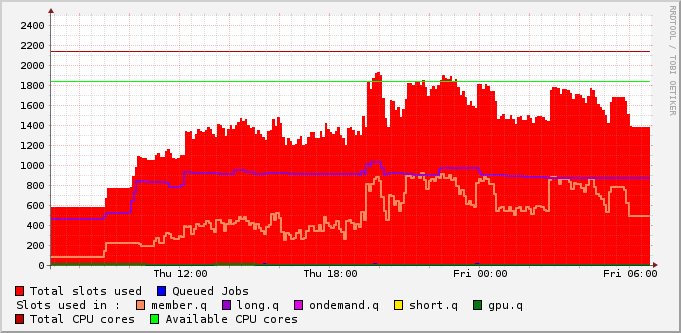 2400
2200
2000
1800
1600
1400
1200
1000
800
600
400
200
0
Thu 12:00 Thu 18:00 Fri 00:00 Fri 06:00
RRDTOOL / TOBI OETIKER
Total slots used Queued Jobs
Slots used in : member.q long.q ondemand.q short.q gpu.q
Total CPU cores Available CPU cores